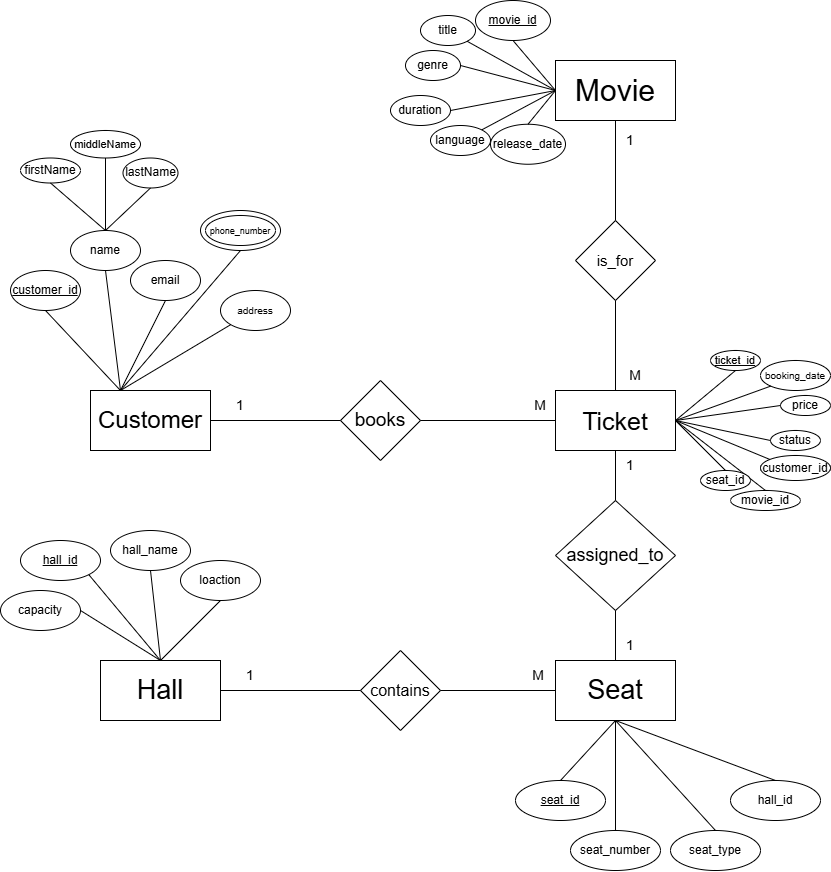 movie_id
title
genre
duration
language
release_date
Movie
1
is_for
M
middleName
firstName
lastName
name
phone_number
email
customer_id
address
Customer
1
books
M
Ticket
ticket_id
booking_date
price
status
customer_id
seat_id
movie_id
1
assigned_to
1
hall_id
hall_name
loaction
capacity
Hall
1
contains
M
Seat
seat_id
hall_id
seat_number
seat_type